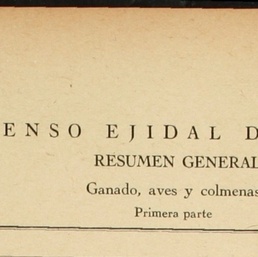 ENSO EJIDAL D
RESUMEN GENERAL
Ganado, aves y colmenas
Primera parte